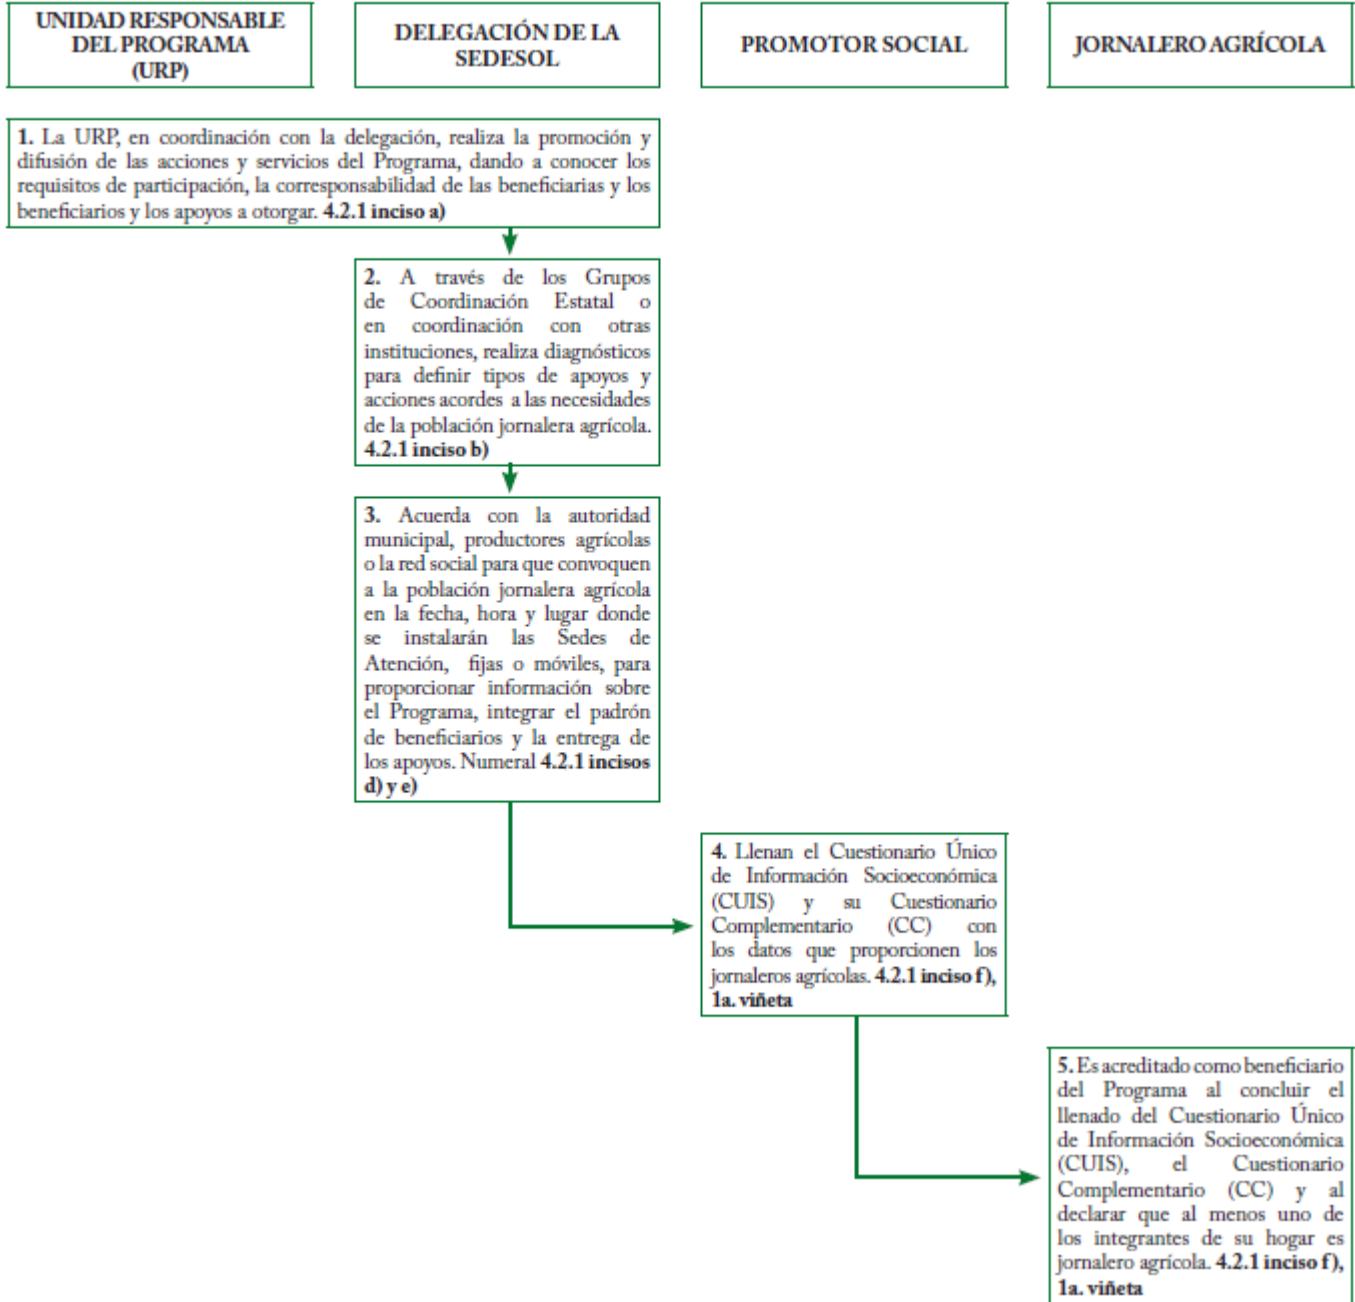 UNIDAD RESPONSABLE
DEL PROGRAMA
(URP)
DELEGACIÓN DE LA
SEDESOL
PROMOTOR SOCIAL
JORNALERO AGRÍCOLA
1. La URP, en coordinación con la delegación, realiza la promoción y
difusión de las acciones y servicios del Programa, dando a conocer los
requisitos de participación, la corresponsabilidad de las beneficiarias y los
beneficiarios y los apoyos a otorgar. 4.2.1 inciso a)
2. A través de los Grupos
de Coordinación Estatal o
en coordinación con otras
instituciones, realiza diagnósticos
para definir tipos de apoyos y
acciones acordes a las necesidades
de la población jornalera agrícola.
4.2.1 inciso b)
3. Acuerda con la autoridad
municipal, productores agrícolas
o la red social para que convoquen
a la población jornalera agrícola
en la fecha, hora y lugar donde
se instalarán las Sedes de
Atención, fijas o móviles, para
proporcionar información sobre
el Programa, integrar el padrón
de beneficiarios y la entrega de
los apoyos. Numeral 4.2.1 incisos
d) y e)
4. Llenan el Cuestionario Único
de Información Socioeconómica
(CUIS) y su Cuestionario
Complementario (CC) con
los datos que proporcionen los
jornaleros agrícolas. 4.2.1 inciso f),
1a. viñeta
5. Es acreditado como beneficiario
del Programa al concluir el
llenado del Cuestionario Único
de Información Socioeconómica
(CUIS), el Cuestionario
Complementario (CC) y al
declarar que al menos uno de
los integrantes de su hogar es
jornalero agrícola. 4.2.1 inciso f),
1a. viñeta